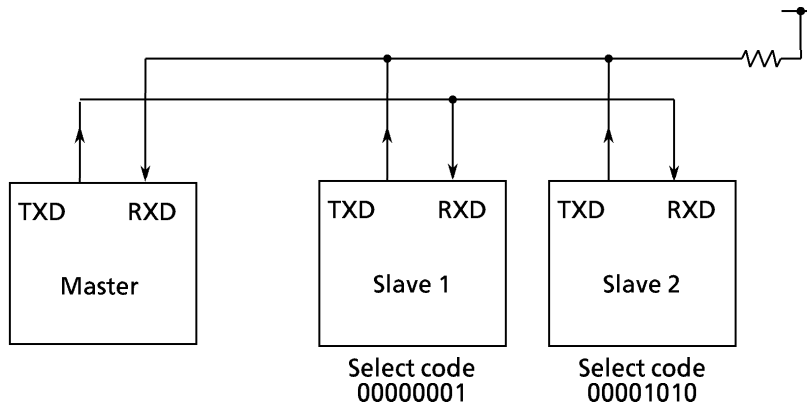 TXD RXD
Master
TXD RXD
Slave 1
Select code
00000001
TXD RXD
Slave 2
Select code
00001010